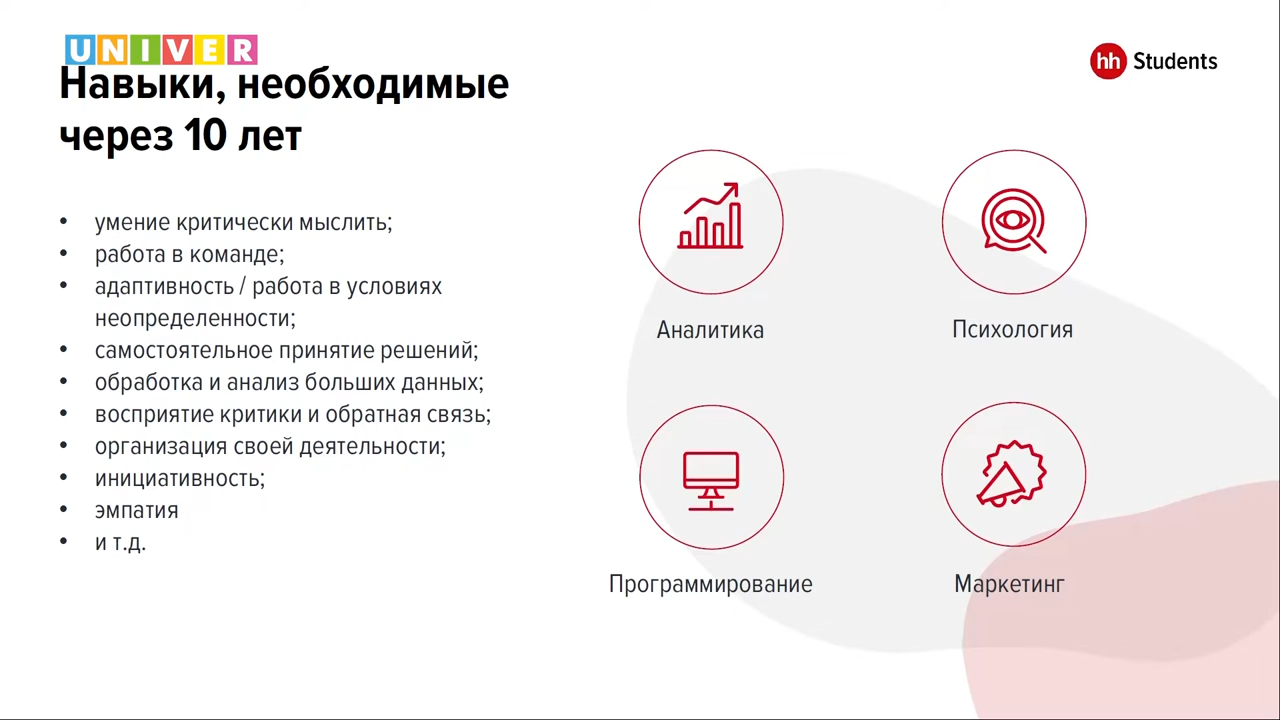 UNIVER
hh Students
Навыки, необходимые
через 10 лет
• умение критически мыслить;
• работа в команде;
• адаптивность / работа в условиях
неопределенности;
• самостоятельное принятие решений;
• обработка и анализ больших данных;
• восприятие критики и обратная связь;
• организация своей деятельности;
• инициативность;
• эмпатия
• и т.д.
Аналитика
Психология
Программирование
Маркетинг